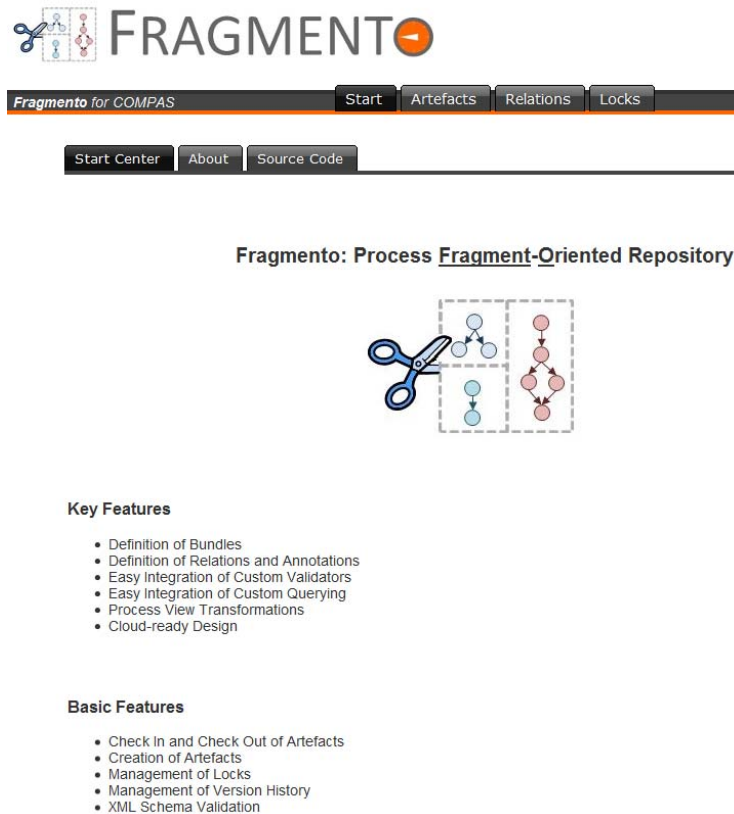 FRAGMENTO
Fragmento for COMPAS
Start Artefacts Relations Locks
Start Center About Source Code
Fragmento: Process Fragment-Oriented Repository
Key Features
• Definition of Bundles
• Definition of Relations and Annotations
• Easy Integration of Custom Validators
• Easy Integration of Custom Querying
• Process View Transformations
• Cloud-ready Design
Basic Features
• Check In and Check Out of Artefacts
• Creation of Artefacts
• Management of Locks
• Management of Version History
• XML Schema Validation